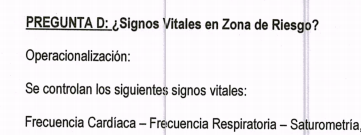 PREGUNTA D: ¿Signos Vitales en Zona de Riesgo?
Operacionalización:
Se controlan los siguientes signos vitales:
Frecuencia Cardíaca – Frecuencia Respiratoria – Saturometría,